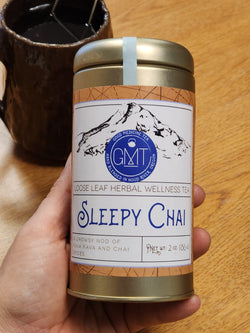 GMT
LOOSE LEAF HERBAL WELLNESS TEA
SLEEPY CHAI
DROWSY NOD OF
KAVA AND CHAI
NET WT. 2 OZ